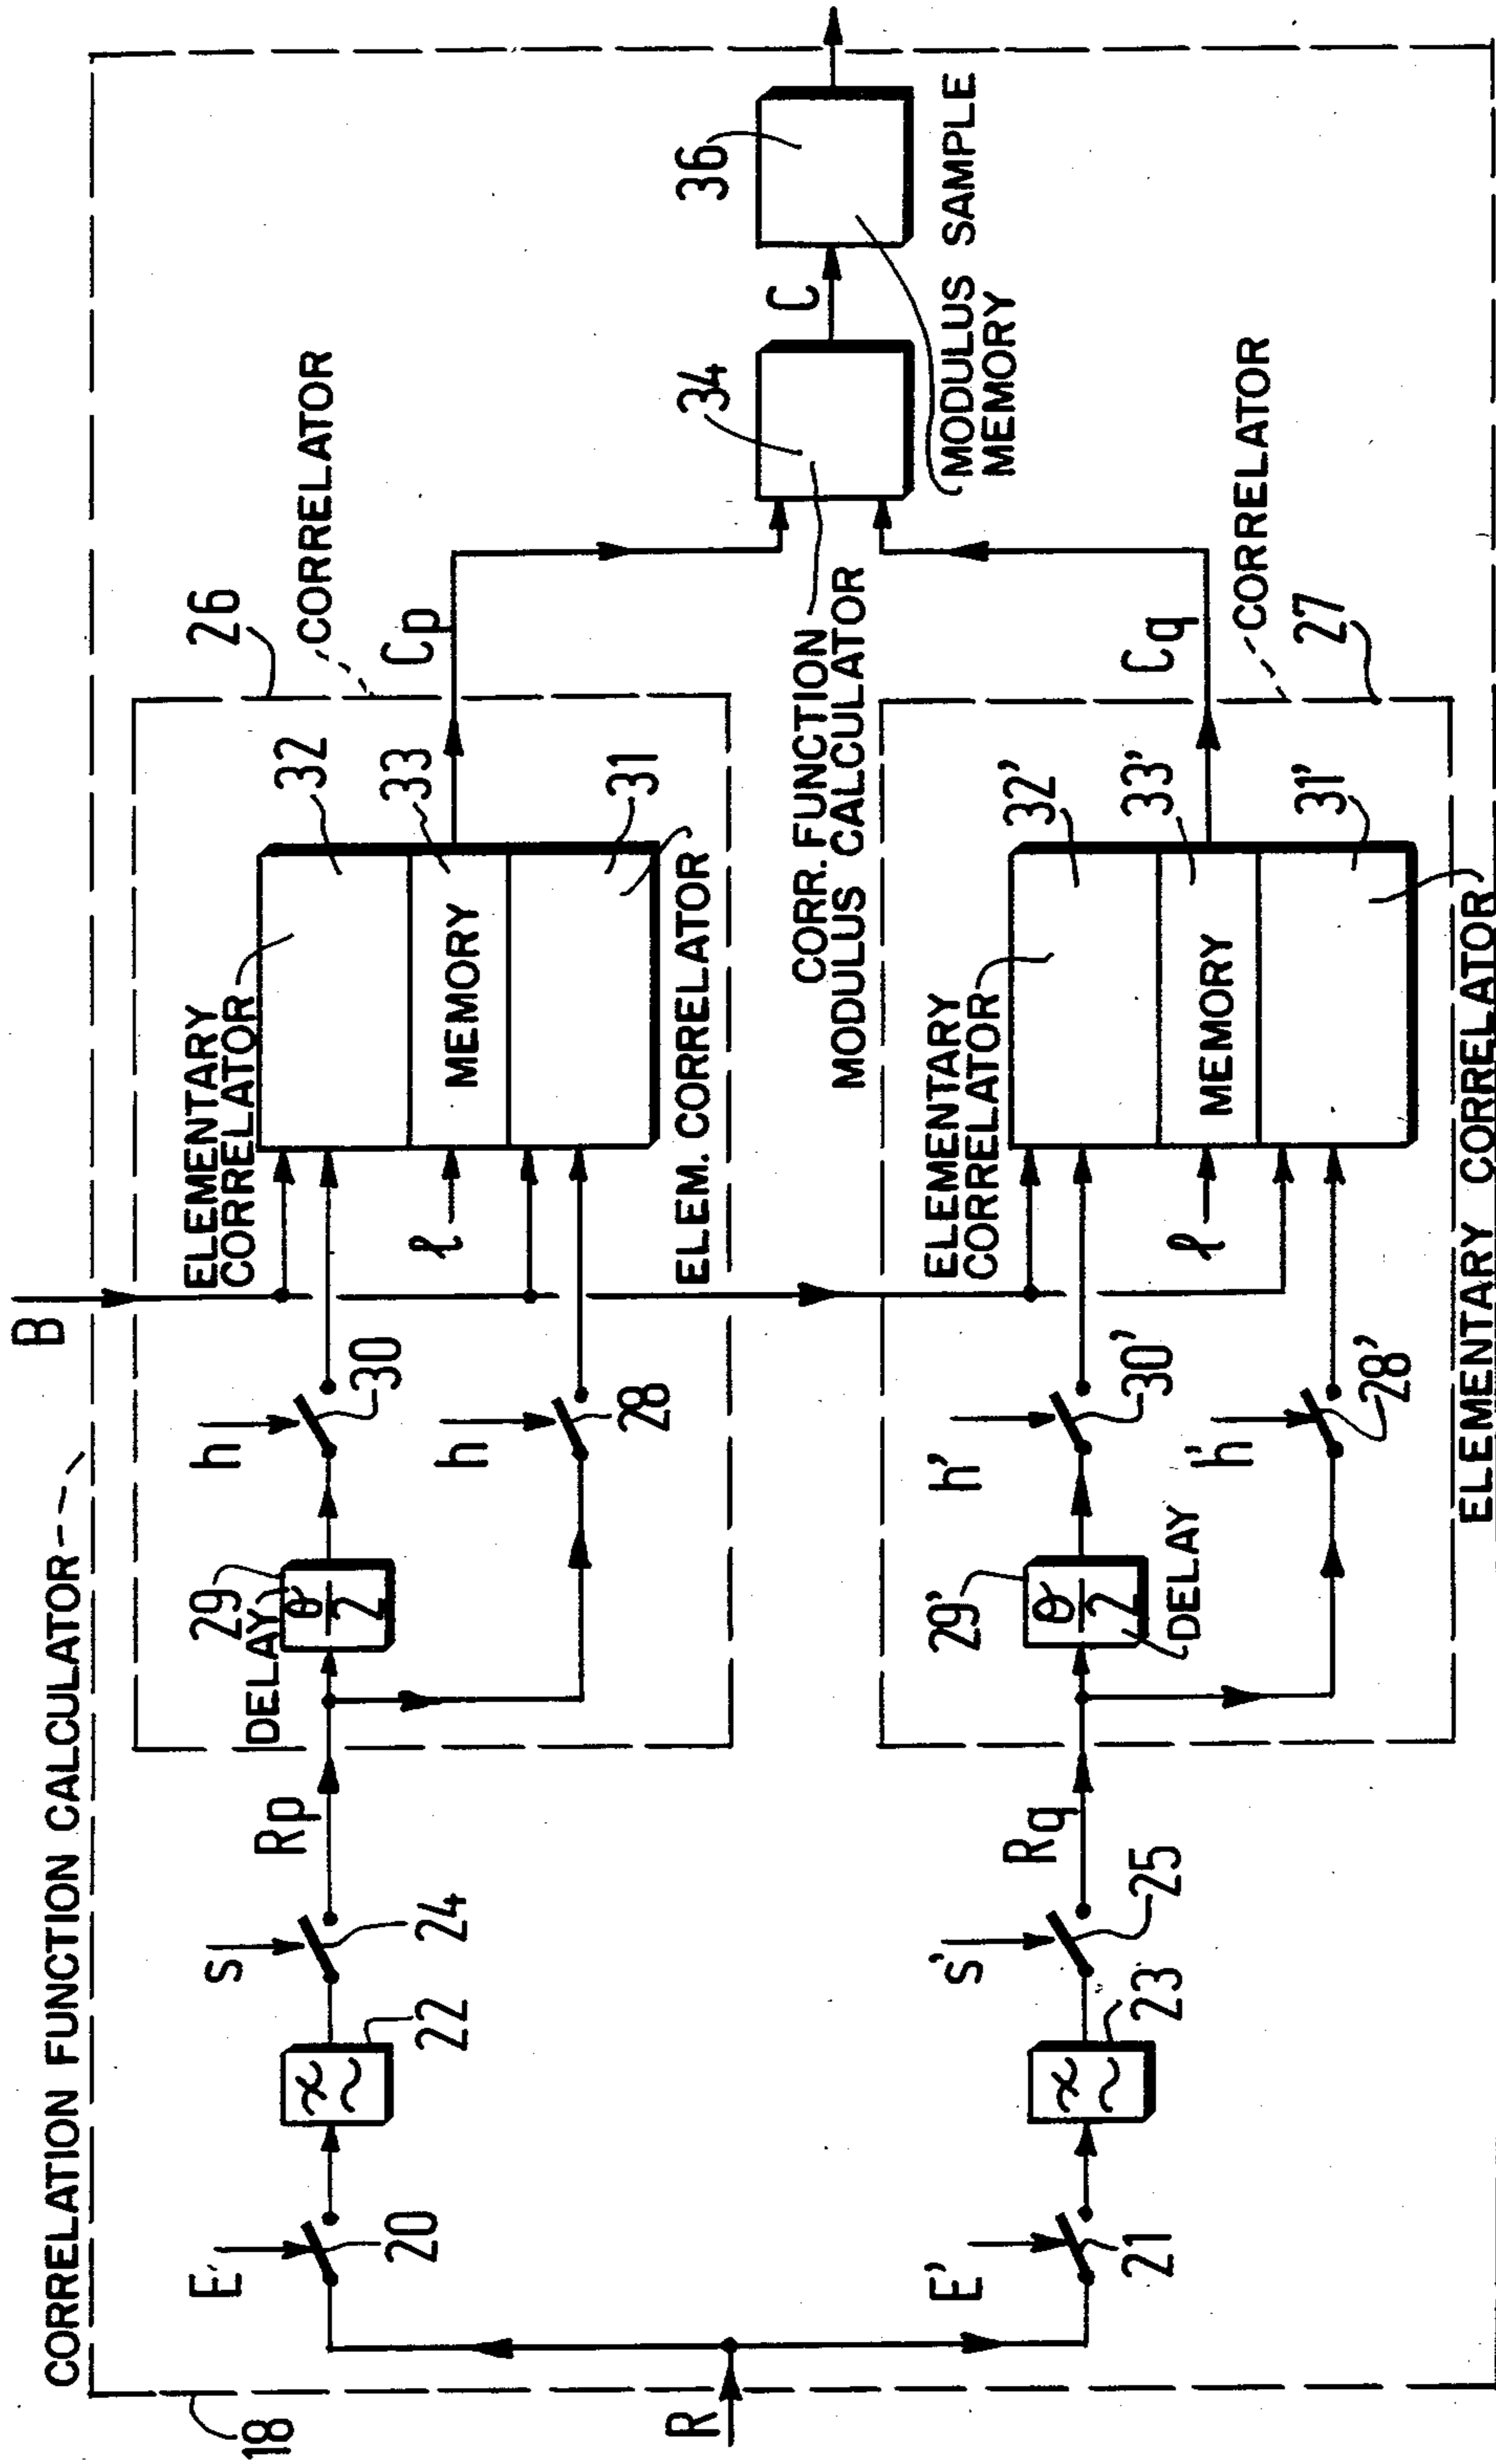 CORRELATION FUNCTION CALCULATOR
18
B
R
E
20
22
s
24
Rp
DELAY
29
θ
2
h
30
h
28
ELEMENTARY
CORRELATOR
ℓ
MEMORY
ELEM. CORRELATOR
32
33
31
26
CORRELATOR
Cp
E'
21
23
s'
25
Rq
29'
θ
2
DELAY
h'
30'
h'
28'
ELEMENTARY
CORRELATOR
ℓ
MEMORY
ELEMENTARY CORRELATOR
32'
33'
31'
27
CORRELATOR
Cq
CORR. FUNCTION
MODULUS CALCULATOR
34
C
36
MODULUS SAMPLE
MEMORY